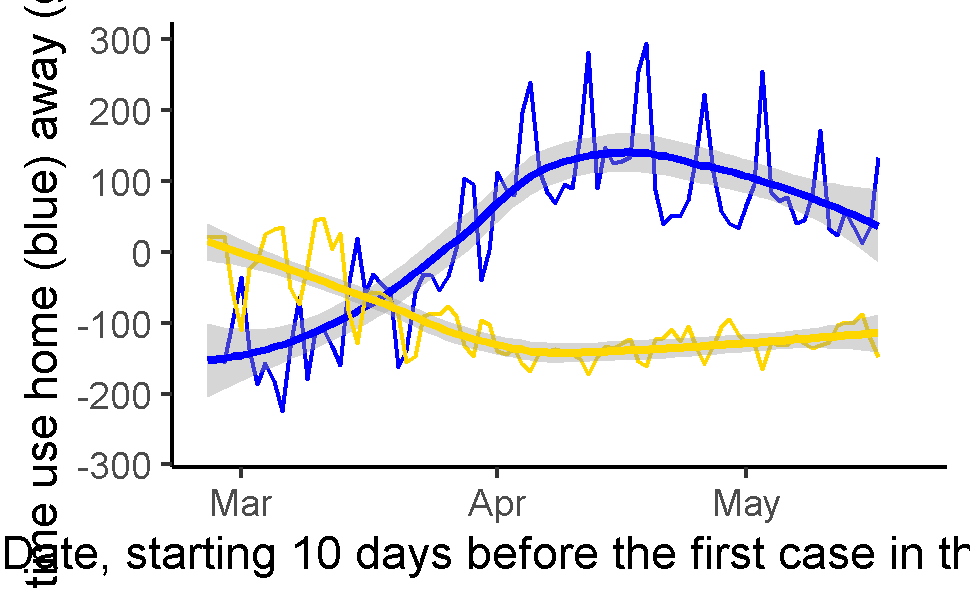 time use home (blue) away (
300
200
100
0
-100
-200
-300
Mar Apr May
Date, starting 10 days before the first case in th